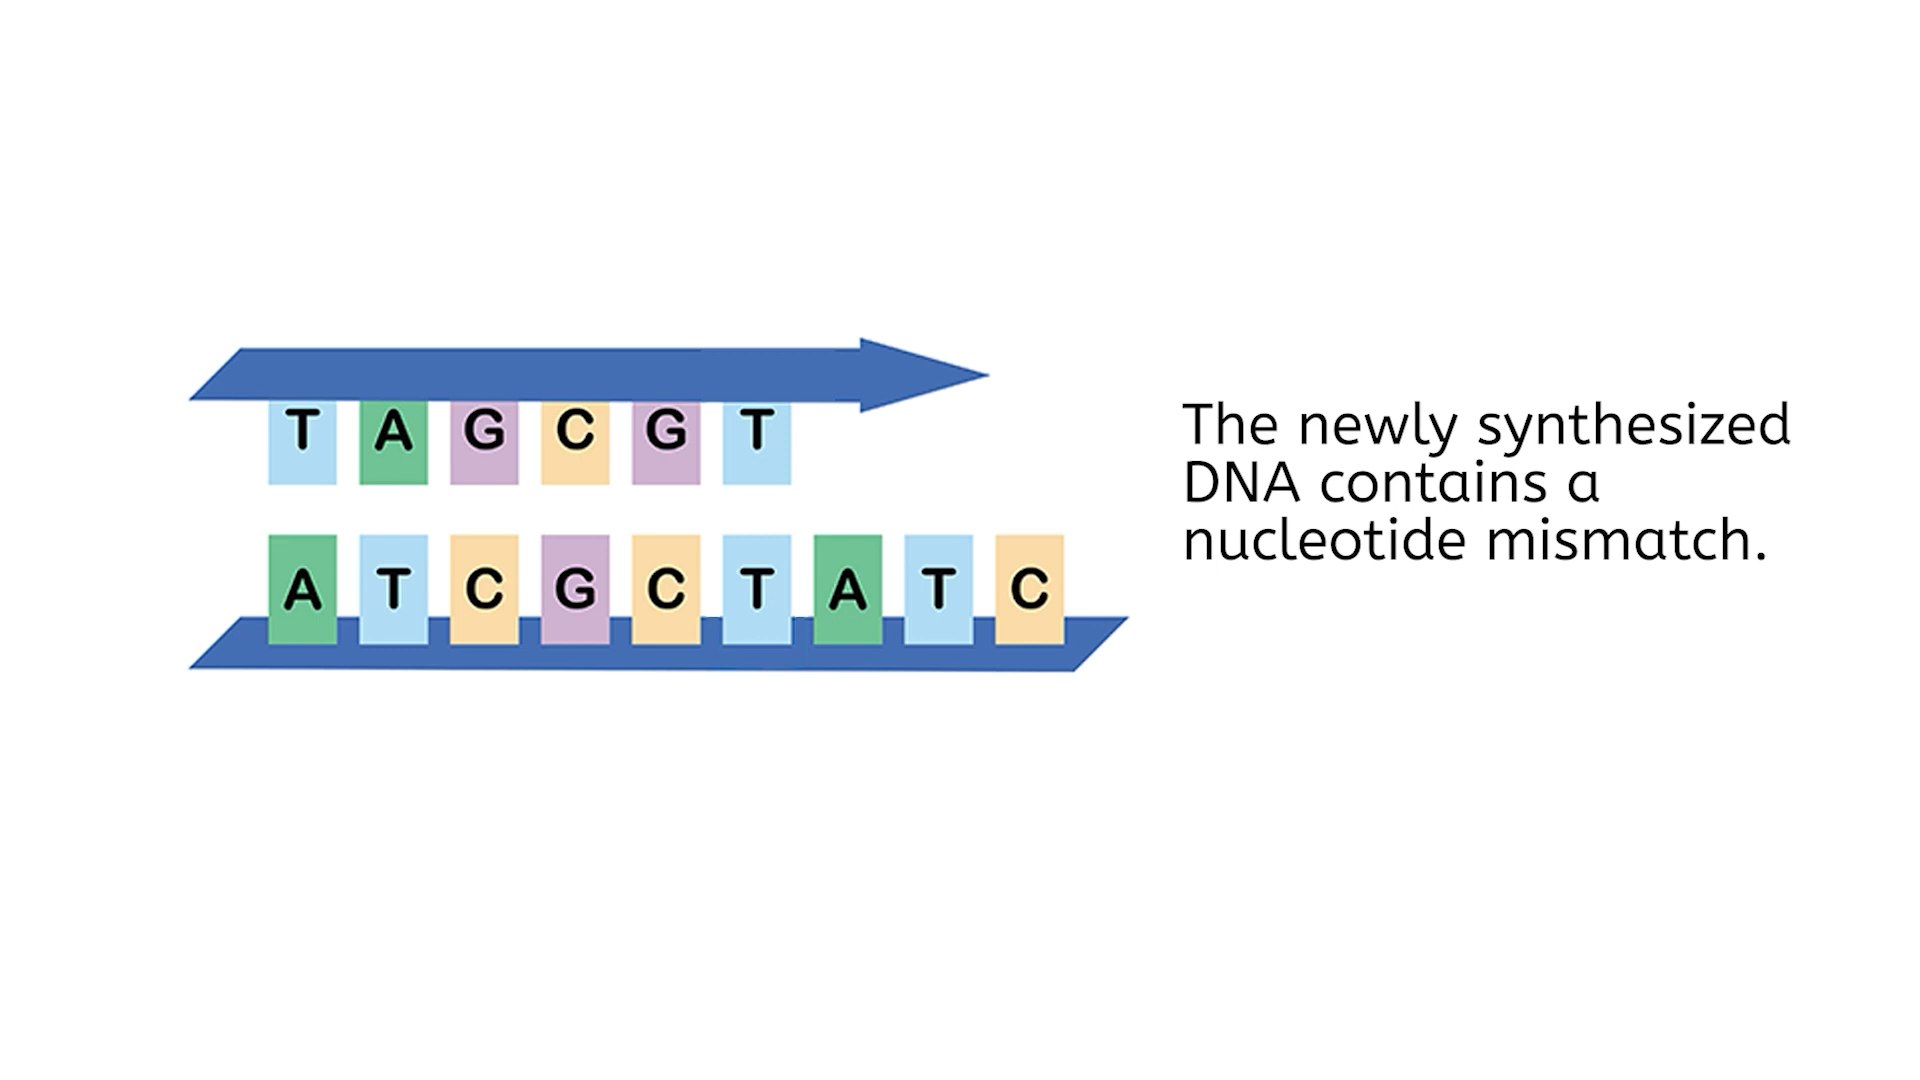 T A G C G T
A T C G C T A T C
The newly synthesized
DNA contains a
nucleotide mismatch.